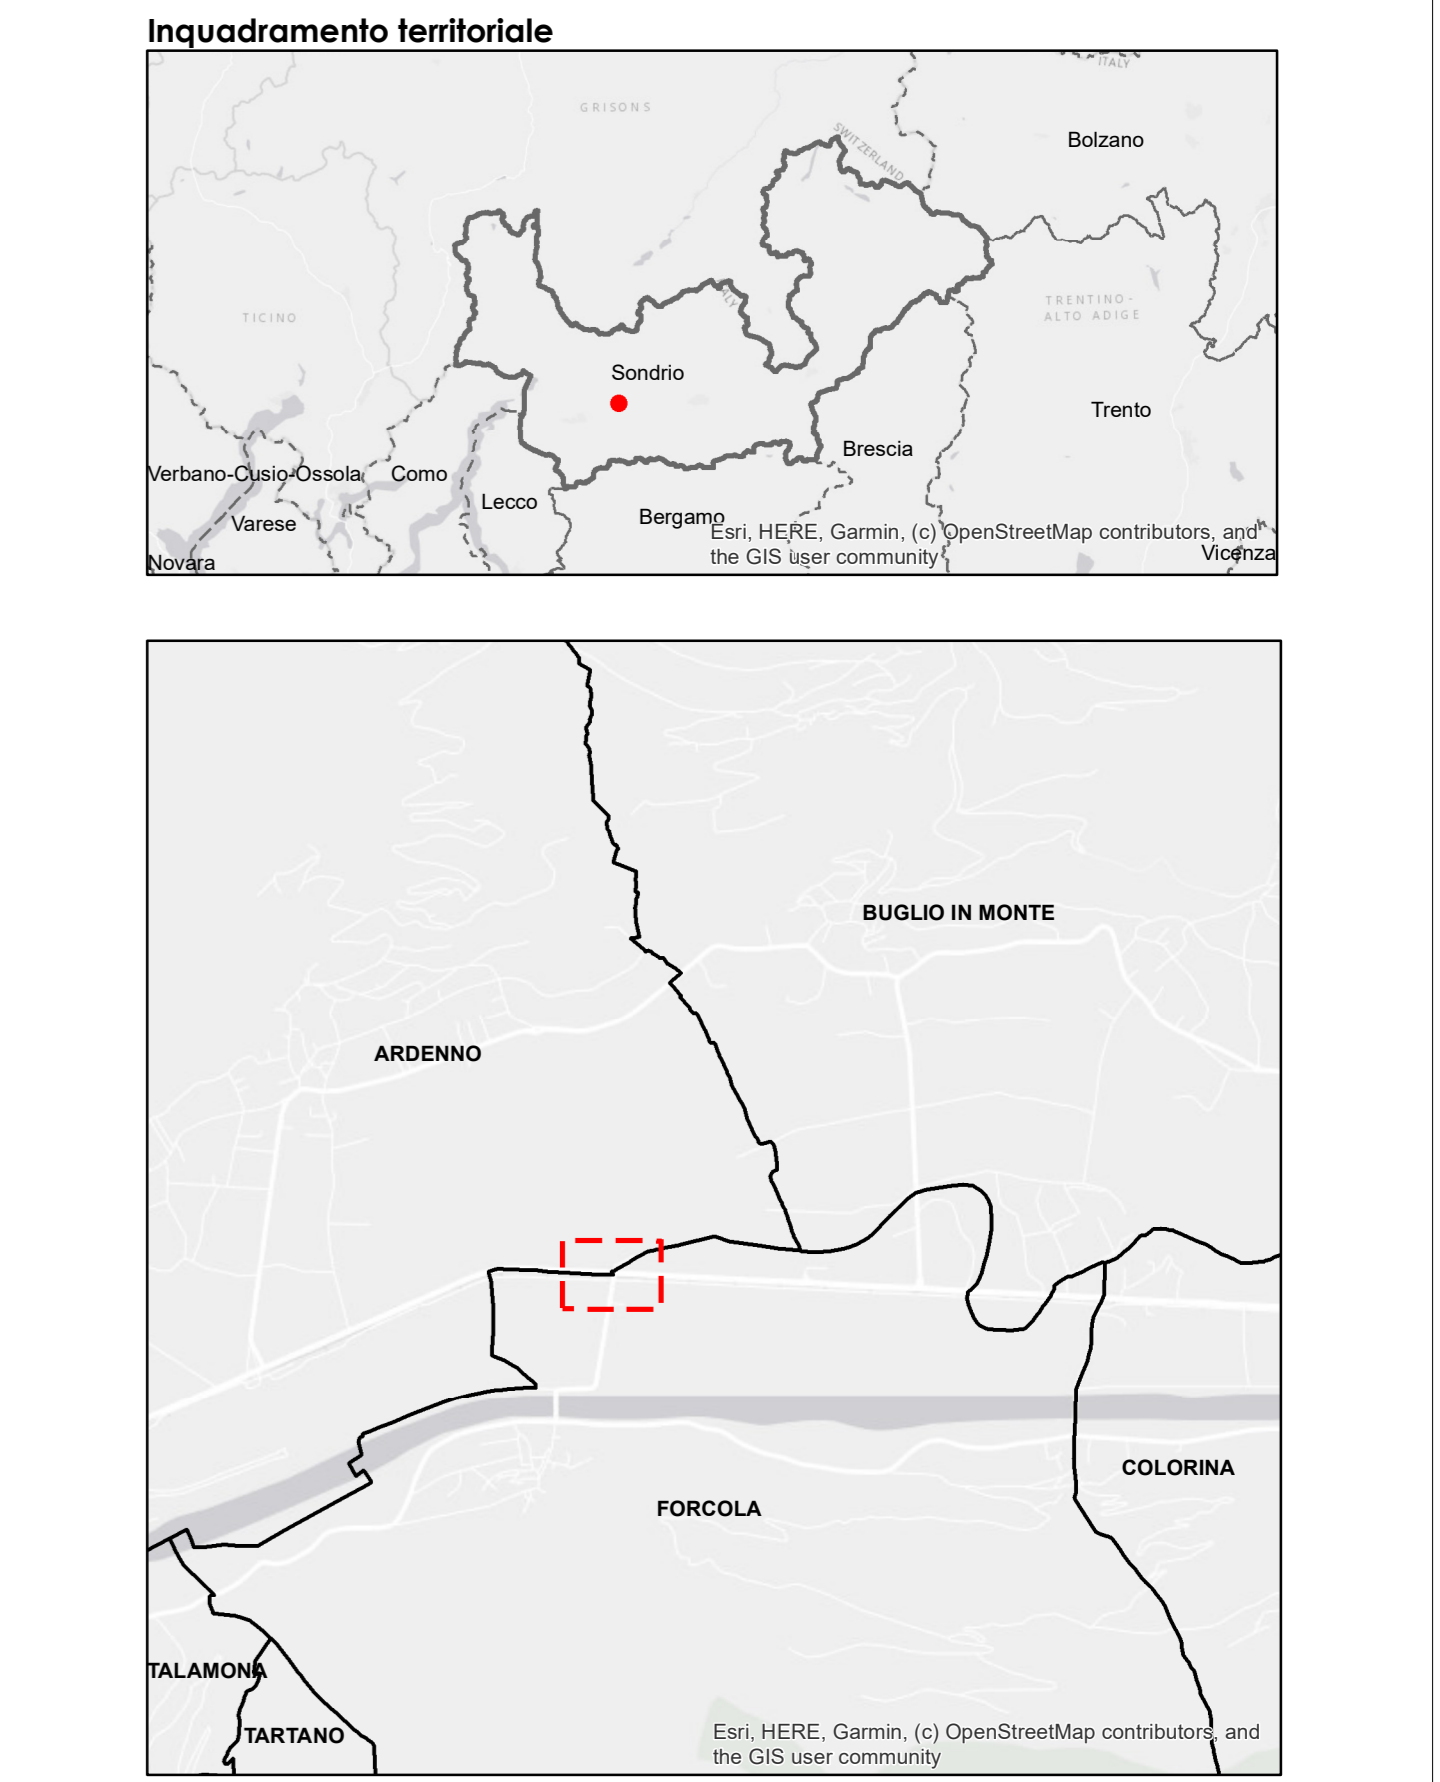 Inquadramento territoriale
ITALY
GRISONS
SWITZERLAND
Bolzano
TICINO
TRENTINO-
ALTO ADIGE
Sondrio
Trento
Brescia
Verbano-Cusio-Ossola
Como
Lecco
Varese
Bergamo
Esri, HERE, Garmin, (c) OpenStreetMap contributors, and
the GIS user community
Vicenza
Novara
BUGLIO IN MONTE
ARDENNO
COLORINA
FORCOLA
TALAMONA
TARTANO
Esri, HERE, Garmin, (c) OpenStreetMap contributors, and
the GIS user community